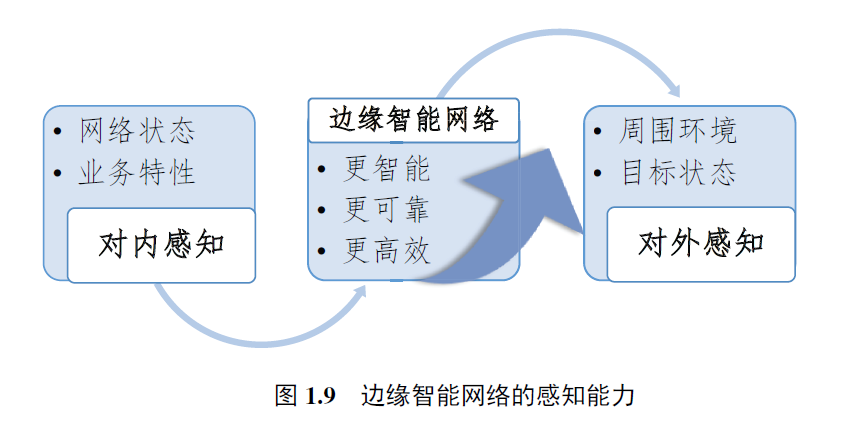 • 网络状态
• 业务特性
对内感知
边缘智能网络
• 更智能
• 更可靠
• 更高效
• 周围环境
• 目标状态
对外感知
图 1.9 边缘智能网络的感知能力